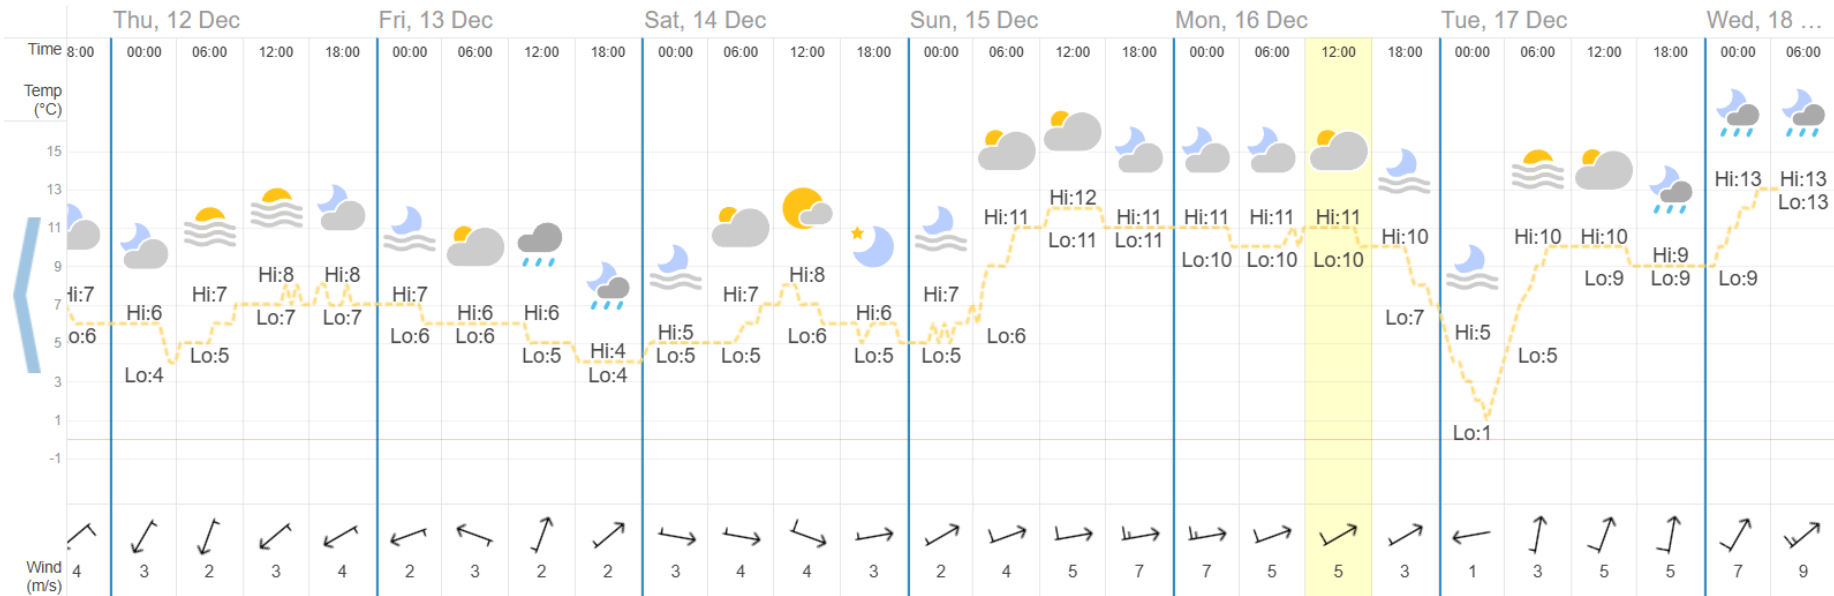 Thu, 12 Dec Fri, 13 Dec Sat, 14 Dec Sun, 15 Dec Mon, 16 Dec Tue, 17 Dec Wed, 18 ...
Time 8:00 00:00 06:00 12:00 18:00 00:00 06:00 12:00 18:00 00:00 06:00 12:00 18:00 00:00 06:00 12:00 18:00 00:00 06:00 12:00 18:00 00:00 06:00 12:00 18:00 00:00 06:00
Temp
(°C)
15
13
11
9
7
5
3
1
-1
Hi:7 Hi:6 Hi:7 Hi:8 Hi:8 Hi:7 Hi:6 Hi:6 Hi:4 Hi:5 Hi:7 Hi:8 Hi:6 Hi:7 Hi:11 Hi:12 Hi:11 Hi:11 Hi:11 Hi:11 Hi:10 Hi:5 Hi:10 Hi:10 Hi:9 Hi:13 Hi:13
o:6 Lo:4 Lo:5 Lo:7 Lo:7 Lo:6 Lo:6 Lo:5 Lo:4 Lo:5 Lo:5 Lo:6 Lo:5 Lo:5 Lo:6 Lo:11 Lo:11 Lo:10 Lo:10 Lo:10 Lo:7 Lo:1 Lo:5 Lo:9 Lo:9 Lo:9 Lo:13
Wind
(m/s)
4 3 2 3 4 2 3 2 2 3 4 4 3 2 4 5 7 7 5 5 3 1 3 5 5 7 9